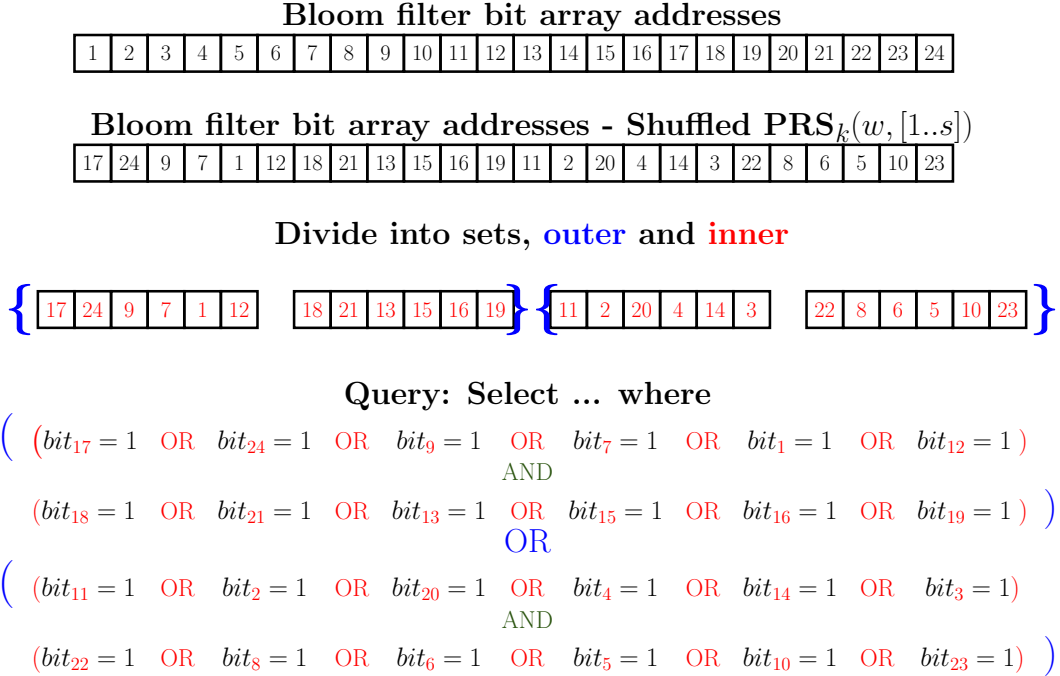 Bloom filter bit array addresses
1 2 3 4 5 6 7 8 9 10 11 12 13 14 15 16 17 18 19 20 21 22 23 24
Bloom filter bit array addresses - Shuffled PRS_k(w, [1..s])
17 24 9 7 1 12 18 21 13 15 16 19 11 2 20 4 14 3 22 8 6 5 10 23
Divide into sets, outer and inner
{ 17 24 9 7 1 12 18 21 13 15 16 19 } { 11 2 20 4 14 3 22 8 6 5 10 23 }
Query: Select ... where
( (bit_17 = 1 OR bit_24 = 1 OR bit_9 = 1 OR bit_7 = 1 OR bit_1 = 1 OR bit_12 = 1 )
AND
(bit_18 = 1 OR bit_21 = 1 OR bit_13 = 1 OR bit_15 = 1 OR bit_16 = 1 OR bit_19 = 1 ) )
OR
( (bit_11 = 1 OR bit_2 = 1 OR bit_20 = 1 OR bit_4 = 1 OR bit_14 = 1 OR bit_3 = 1)
AND
(bit_22 = 1 OR bit_8 = 1 OR bit_6 = 1 OR bit_5 = 1 OR bit_10 = 1 OR bit_23 = 1) )